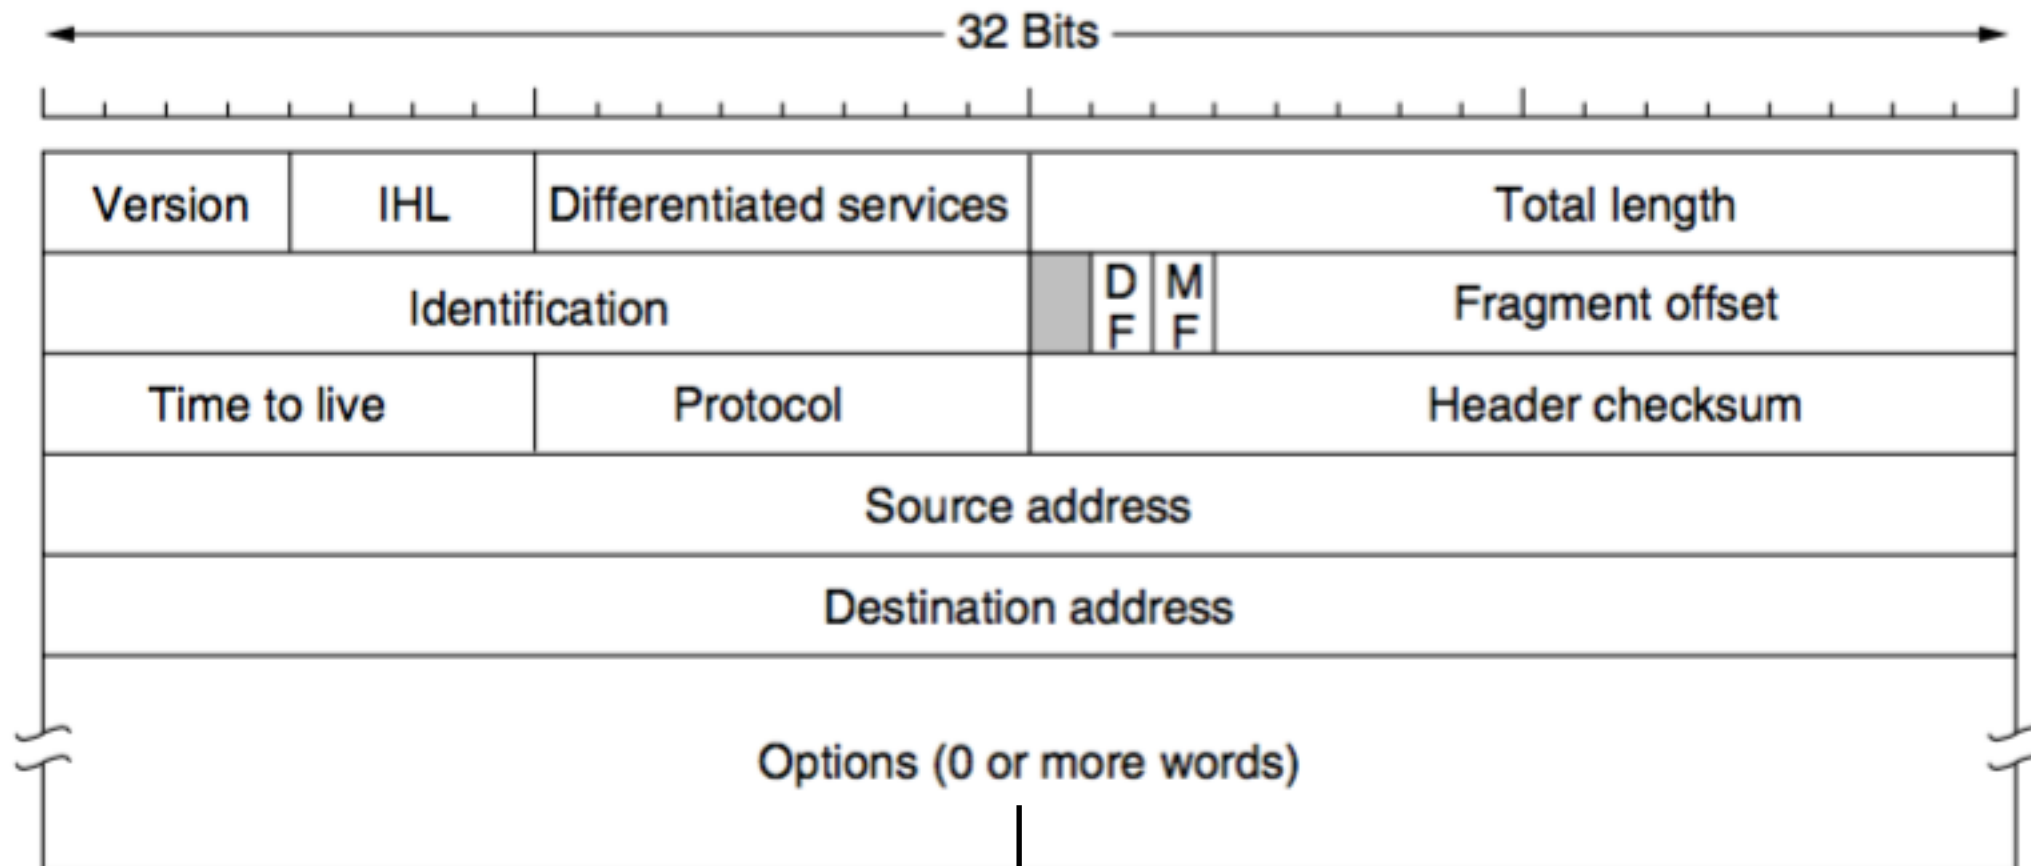 32 Bits
Version IHL Differentiated services Total length
Identification D F M F Fragment offset
Time to live Protocol Header checksum
Source address
Destination address
Options (0 or more words)